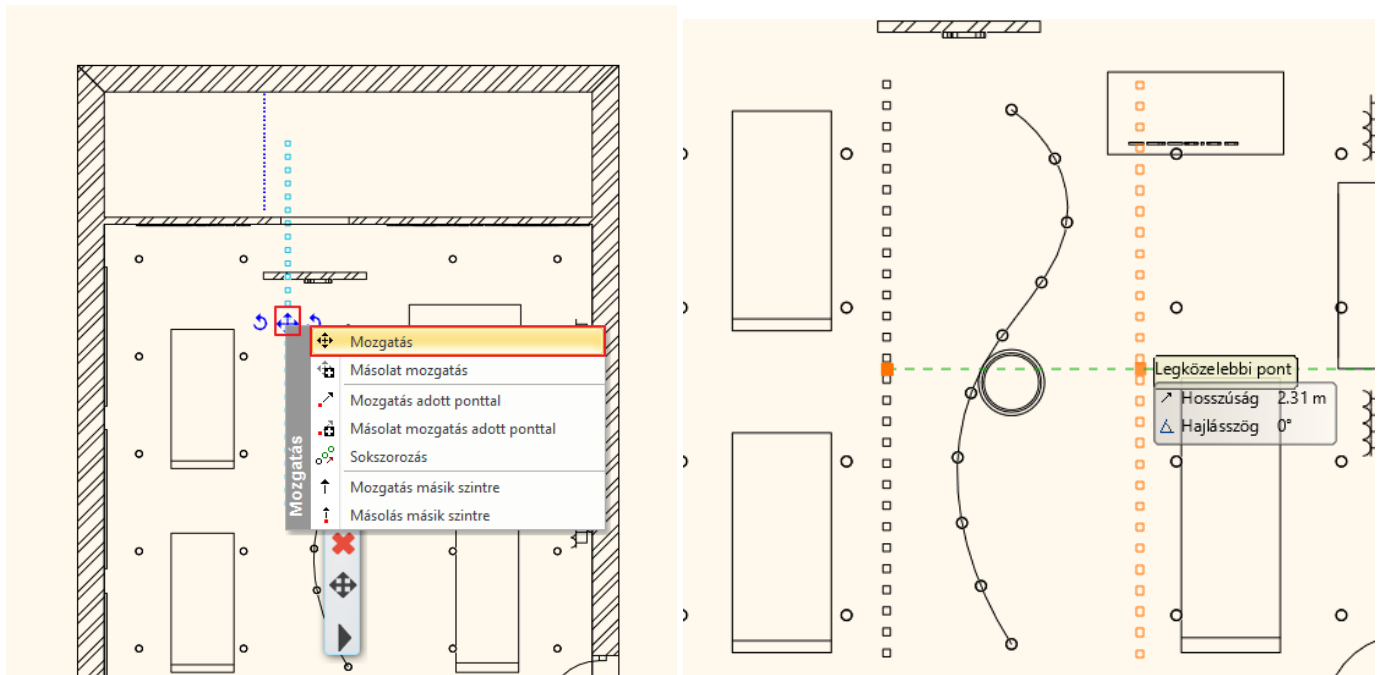 Mozgatás
Mozgatás
Másolat mozgatás
Mozgatás adott ponttal
Másolat mozgatás adott ponttal
Sokszorozás
Mozgatás másik szintre
Másolás másik szintre
Legközelebbi pont
Hosszúság 2.31 m
Hajlásszög 0°